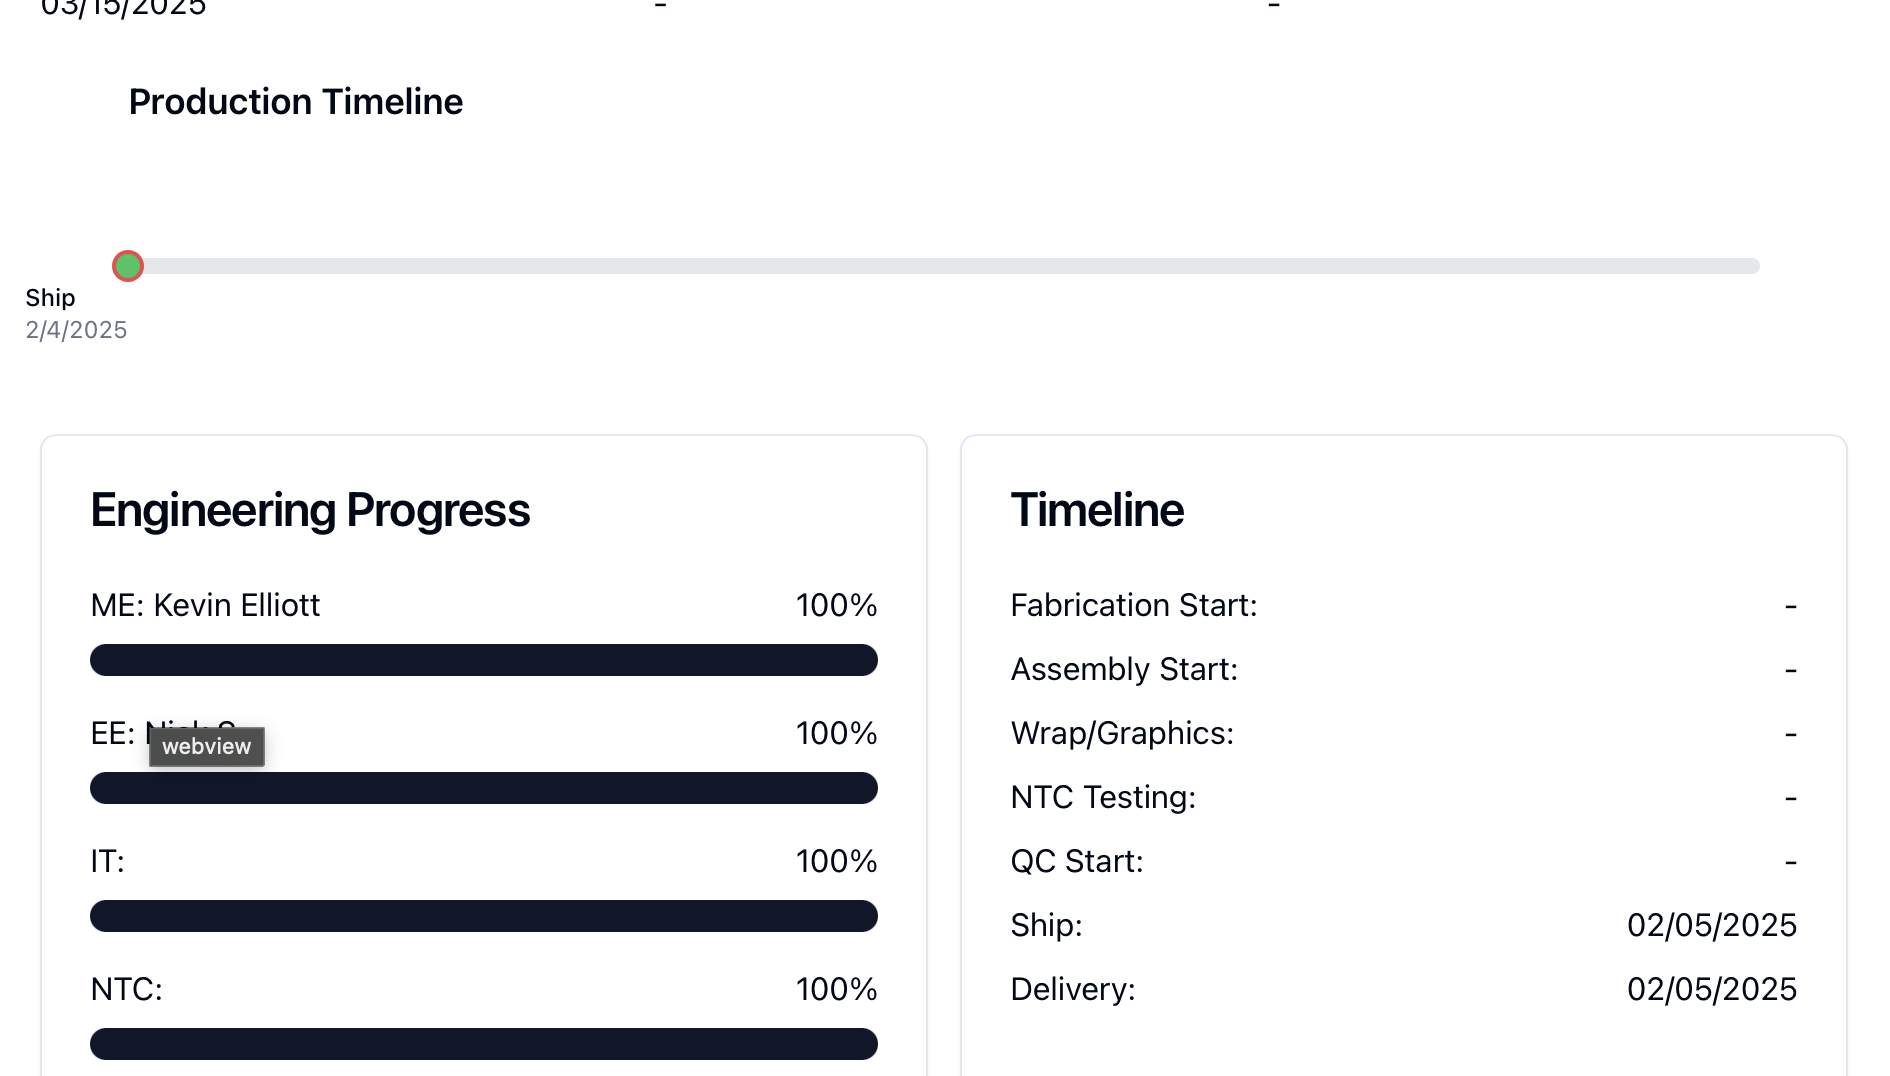 03/15/2025 - -
Production Timeline
Ship
2/4/2025
Engineering Progress
ME: Kevin Elliott 100%
EE: 100%
webview
IT: 100%
NTC: 100%
Timeline
Fabrication Start: -
Assembly Start: -
Wrap/Graphics: -
NTC Testing: -
QC Start: -
Ship: 02/05/2025
Delivery: 02/05/2025